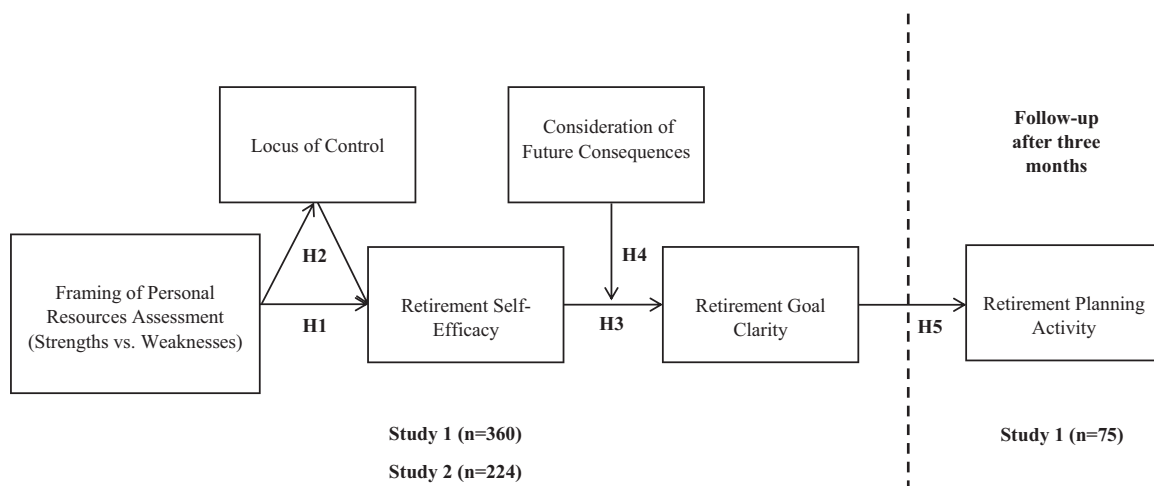 Locus of Control
Consideration of
Future Consequences
Follow-up
after three
months
H2
H4
Framing of Personal
Resources Assessment
(Strengths vs. Weaknesses)
H1
Retirement Self-
Efficacy
H3
Retirement Goal
Clarity
H5
Retirement Planning
Activity
Study 1 (n=360)
Study 2 (n=224)
Study 1 (n=75)